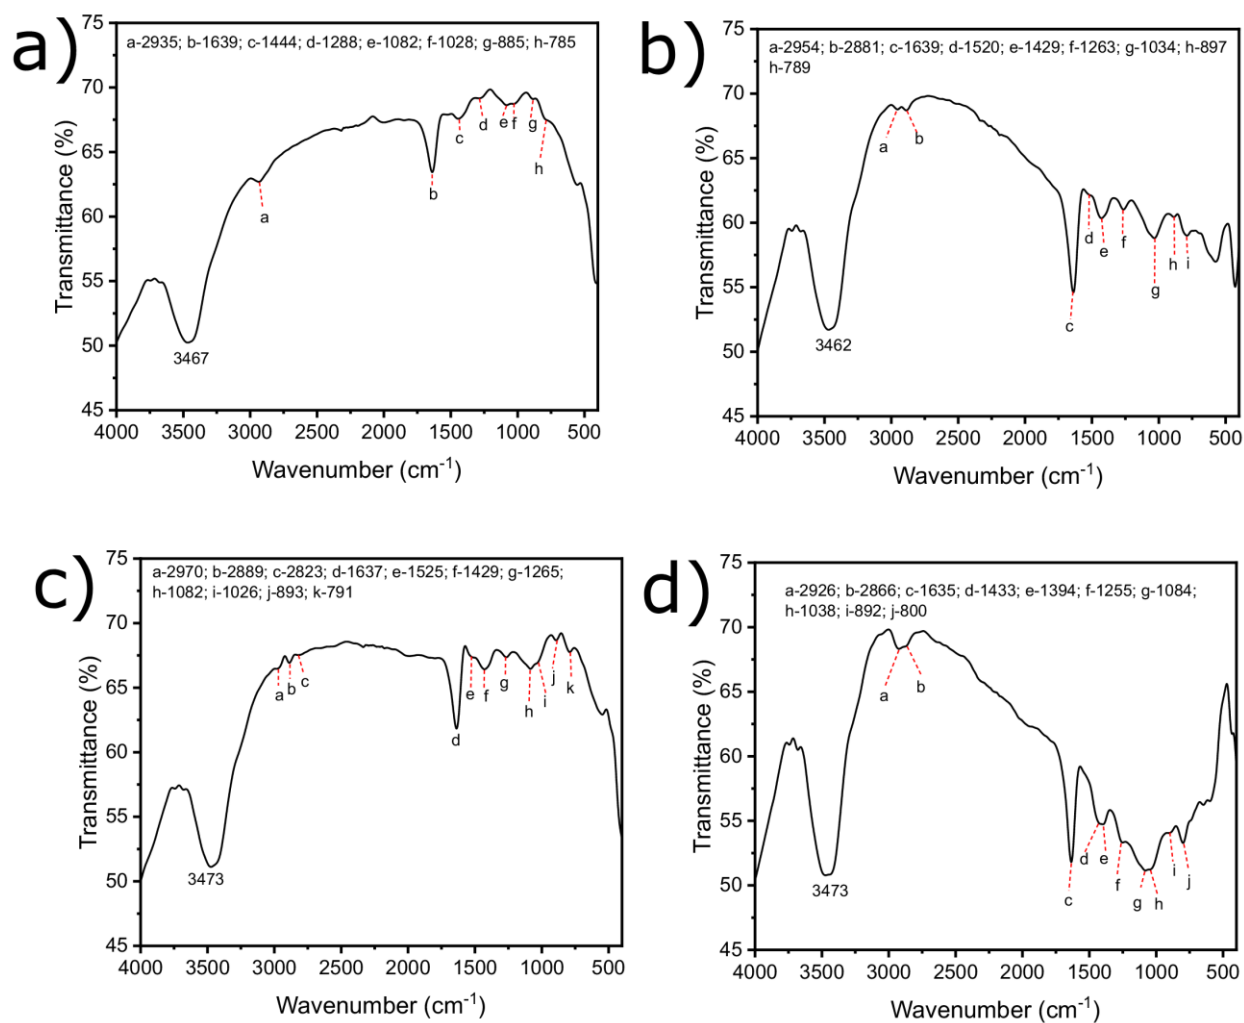 a)
a-2935; b-1639; c-1444; d-1288; e-1082; f-1028; g-885; h-785
75
70
65
60
55
50
45
Transmittance (%)
a
b
c
d
e
f
g
h
3467
4000 3500 3000 2500 2000 1500 1000 500
Wavenumber (cm⁻¹)
b)
a-2954; b-2881; c-1639; d-1520; e-1429; f-1263; g-1034; h-897
h-789
75
70
65
60
55
50
45
Transmittance (%)
a
b
c
d
e
f
g
h
i
3462
4000 3500 3000 2500 2000 1500 1000 500
Wavenumber (cm⁻¹)
c)
a-2970; b-2889; c-2823; d-1637; e-1525; f-1429; g-1265;
h-1082; i-1026; j-893; k-791
75
70
65
60
55
50
45
Transmittance (%)
a
b
c
d
e
f
g
h
i
j
k
3473
4000 3500 3000 2500 2000 1500 1000 500
Wavenumber (cm⁻¹)
d)
a-2926; b-2866; c-1635; d-1433; e-1394; f-1255; g-1084;
h-1038; i-892; j-800
75
70
65
60
55
50
45
Transmittance (%)
a
b
c
d
e
f
g
h
i
j
3473
4000 3500 3000 2500 2000 1500 1000 500
Wavenumber (cm⁻¹)